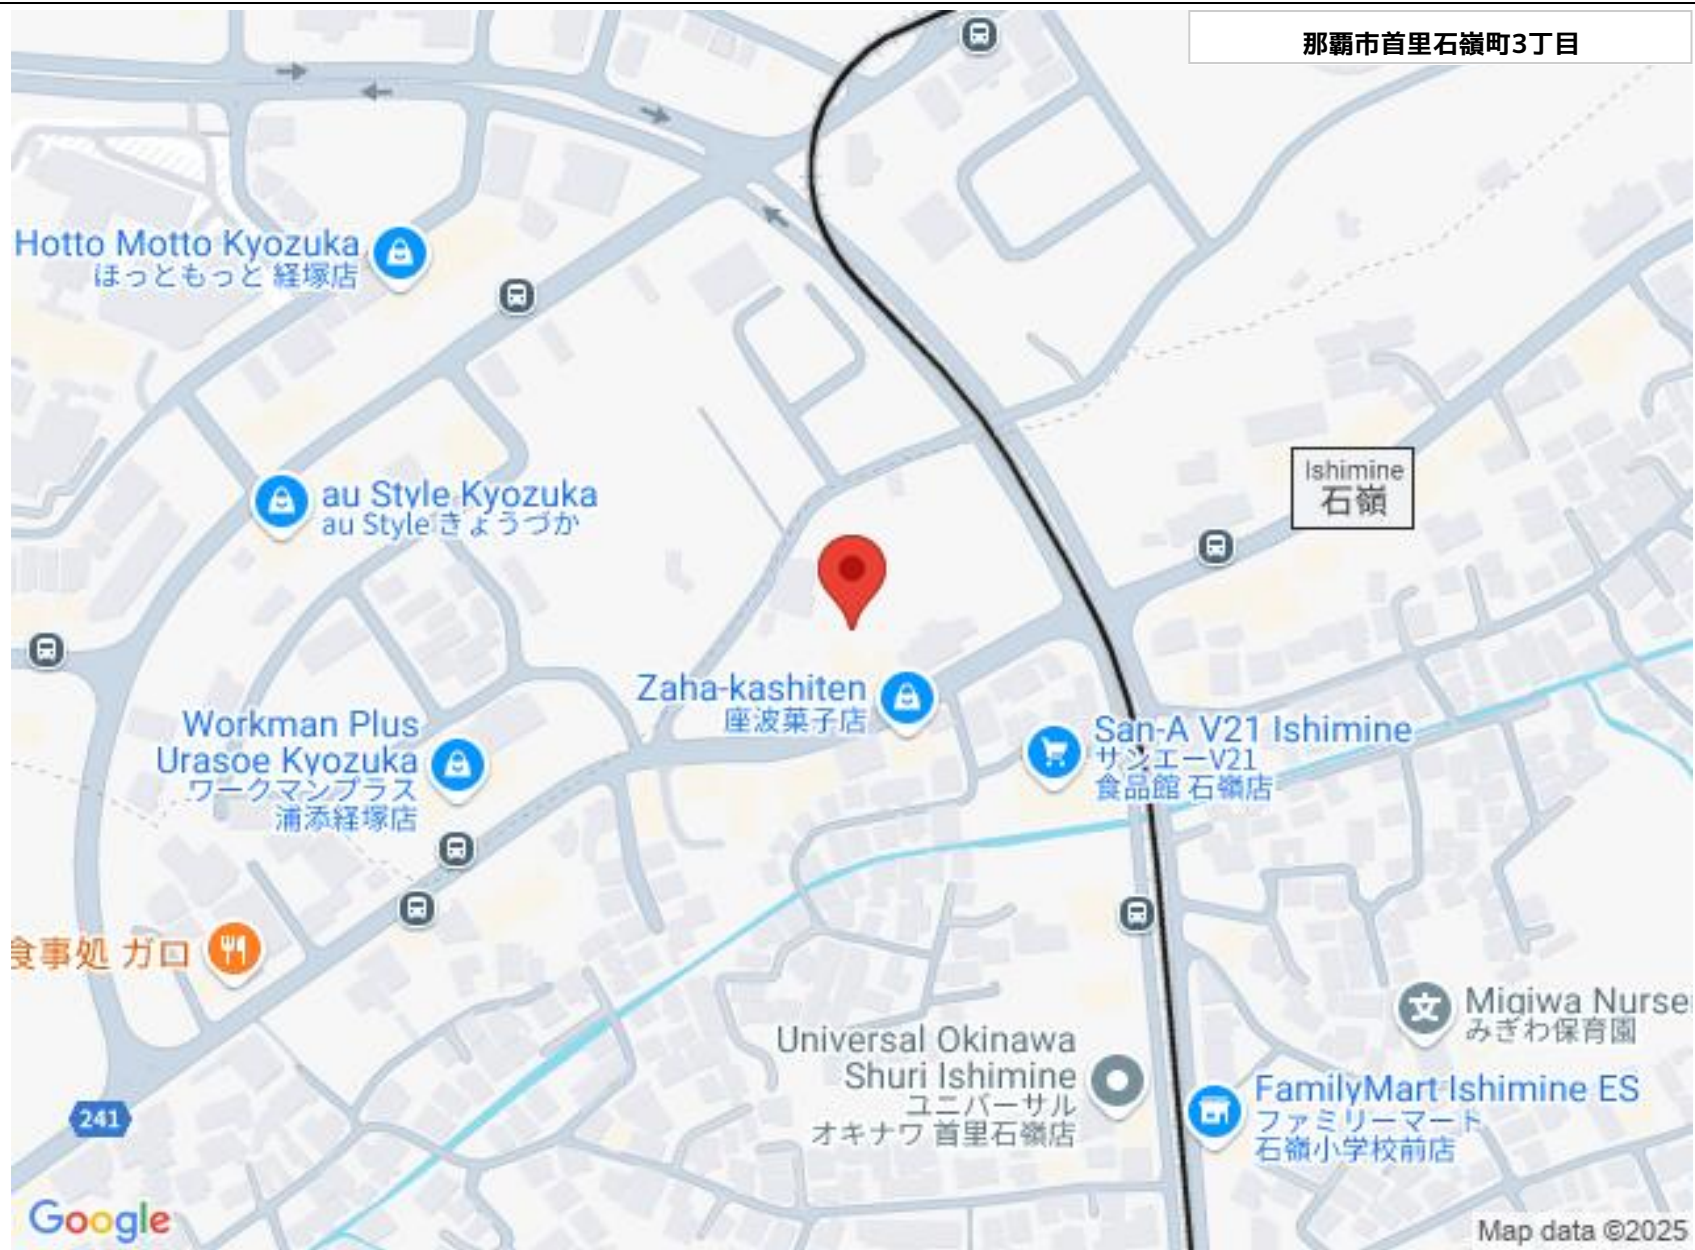 那覇市首里石嶺町3丁目
Hotto Motto Kyozuka
ほっともっと 経塚店
au Style Kyozuka
au Style きょうづか
Ishimine
石嶺
Zaha-kashiten
座波菓子店
Workman Plus
Urasoe Kyozuka
ワークマンプラス
浦添経塚店
San-A V21 Ishimine
サンエーV21
食品館 石嶺店
食事処 ガロ
Migiwa Nurse
みぎわ保育園
Universal Okinawa
Shuri Ishimine
ユニバーサル
オキナワ 首里石嶺店
FamilyMart Ishimine ES
ファミリーマート
石嶺小学校前店
241
Google
Map data ©2025